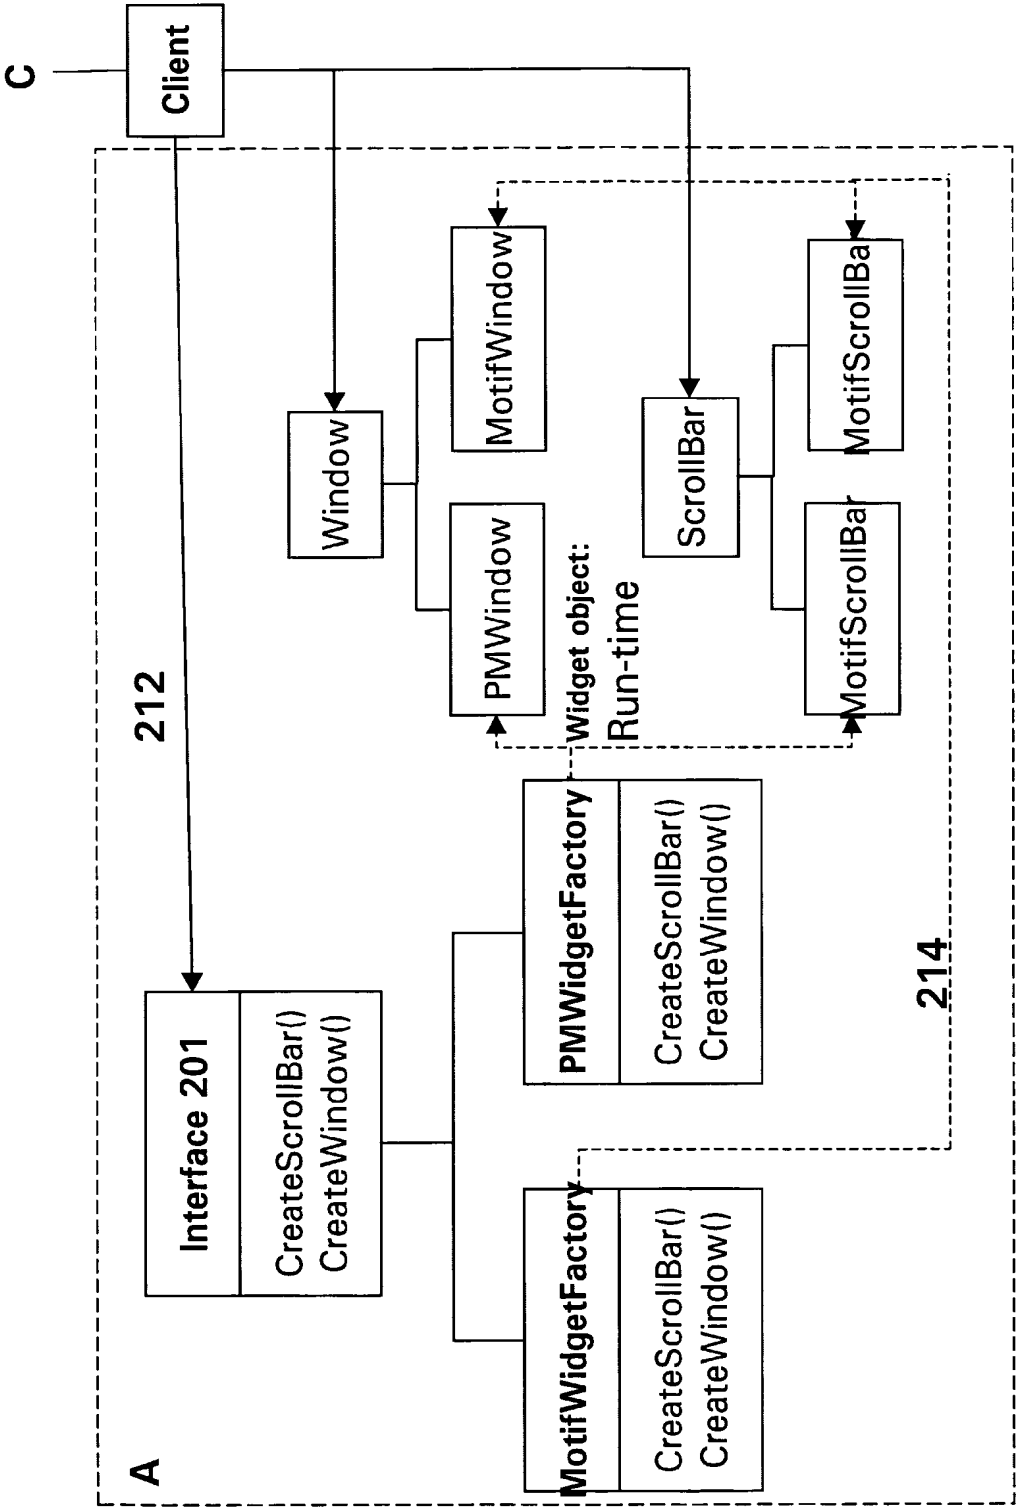 C
A
212
Client
Interface 201
CreateScrollBar()
CreateWindow()
Window
PMWindow
MotifWindow
MotifWidgetFactory
CreateScrollBar()
CreateWindow()
PMWidgetFactory
CreateScrollBar()
CreateWindow()
Widget object:
Run-time
ScrollBar
MotifScrollBar
MotifScrollBa
214